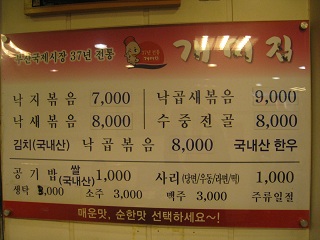 부산국제시장 37년 전통 개미집
낙지볶음 7,000 낙곱새볶음 9,000
낙새볶음 8,000 수중전골 8,000
김치(국내산) 낙곱볶음 8,000 국내산 한우
공기밥 쌀(국내산) 1,000 사리(당면/우동/라면/떡) 1,000
생탁 3,000 소주 3,000 맥주 3,000 주류일절
매운맛, 순한맛 선택하세요~!